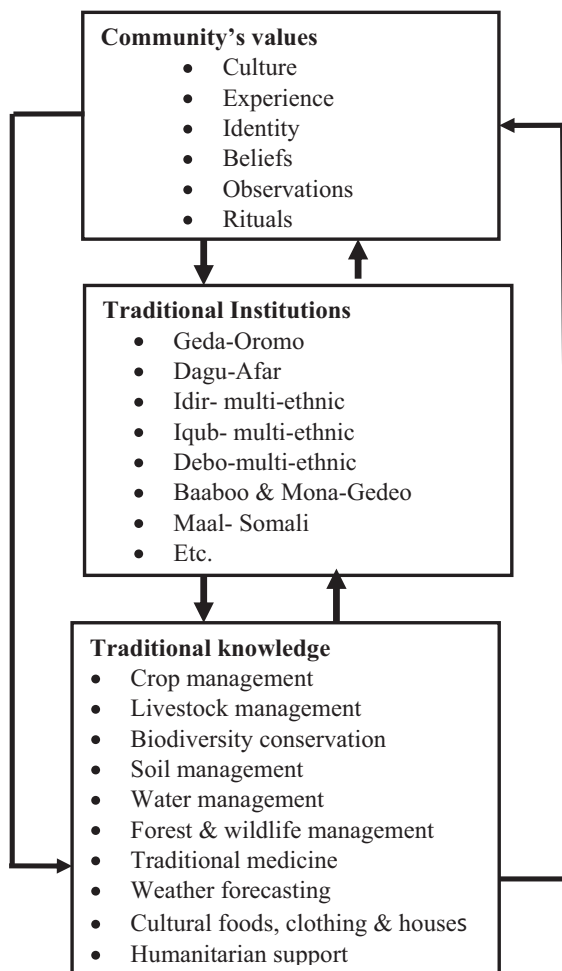 Community’s values
• Culture
• Experience
• Identity
• Beliefs
• Observations
• Rituals
Traditional Institutions
• Geda-Oromo
• Dagu-Afar
• Idir- multi-ethnic
• Iqub- multi-ethnic
• Debo-multi-ethnic
• Baaboo & Mona-Gedeo
• Maal- Somali
• Etc.
Traditional knowledge
• Crop management
• Livestock management
• Biodiversity conservation
• Soil management
• Water management
• Forest & wildlife management
• Traditional medicine
• Weather forecasting
• Cultural foods, clothing & houses
• Humanitarian support